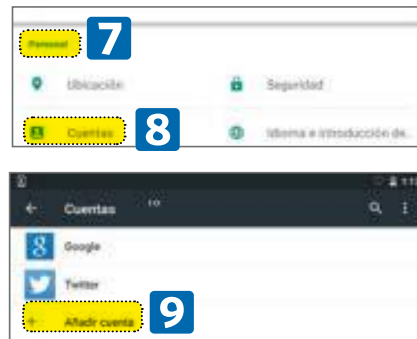 Personal 7
Ubicación Seguridad
Cuentas 8 Idioma e introducción de..
Cuentas
Google
Twitter
+ Añadir cuenta 9